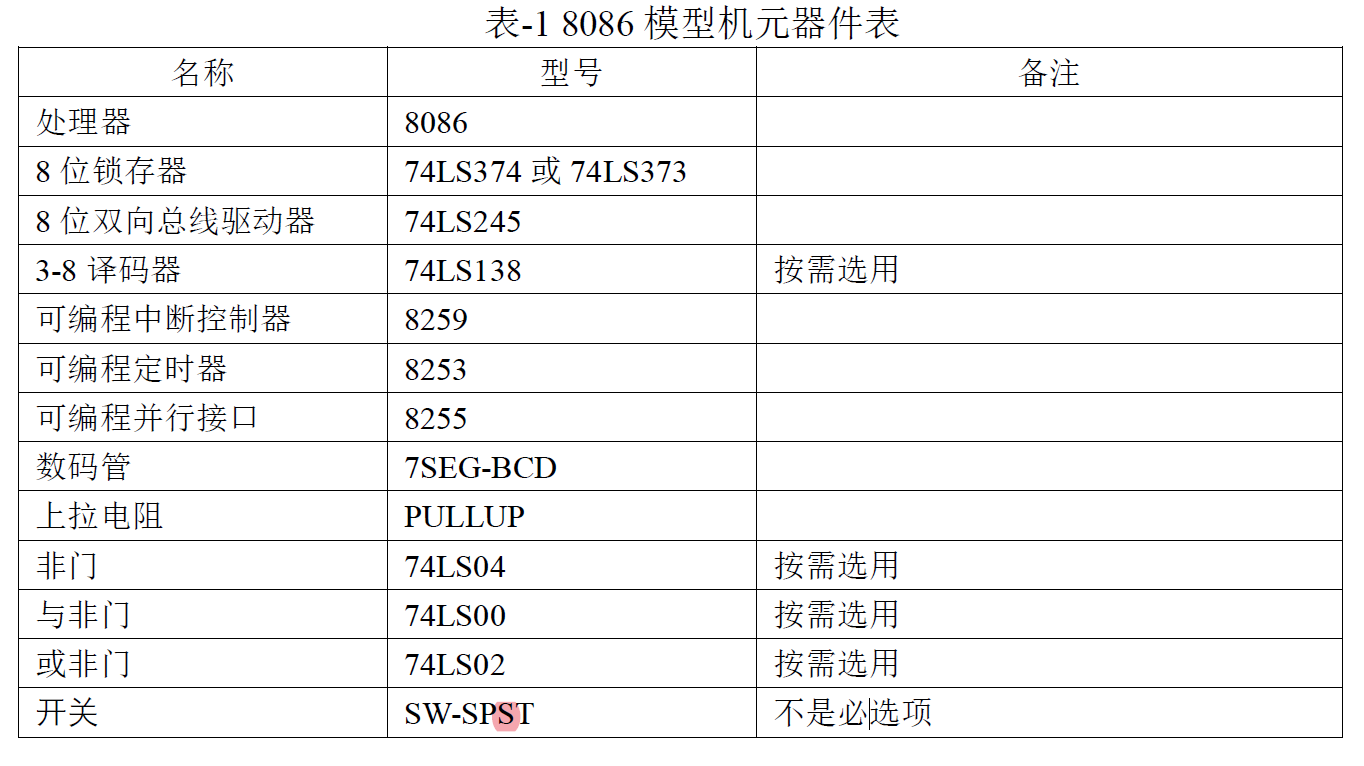 表-1 8086 模型机元器件表
名称 型号 备注
处理器 8086
8 位锁存器 74LS374 或 74LS373
8 位双向总线驱动器 74LS245
3-8 译码器 74LS138 按需选用
可编程中断控制器 8259
可编程定时器 8253
可编程并行接口 8255
数码管 7SEG-BCD
上拉电阻 PULLUP
非门 74LS04 按需选用
与非门 74LS00 按需选用
或非门 74LS02 按需选用
开关 SW-SPST 不是必选项